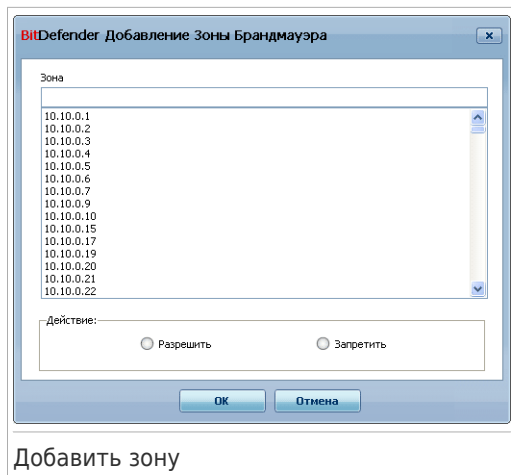 BitDefender Добавление Зоны Брандмауэра
Зона
10.10.0.1
10.10.0.2
10.10.0.3
10.10.0.4
10.10.0.5
10.10.0.6
10.10.0.7
10.10.0.9
10.10.0.10
10.10.0.15
10.10.0.17
10.10.0.19
10.10.0.20
10.10.0.21
10.10.0.22
Действие:
Разрешить Запретить
OK Отмена
Добавить зону